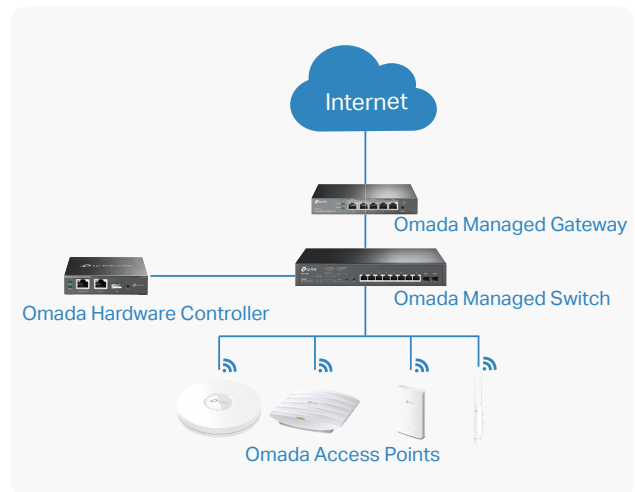 Internet
Omada Managed Gateway
Omada Managed Switch
Omada Hardware Controller
Omada Access Points